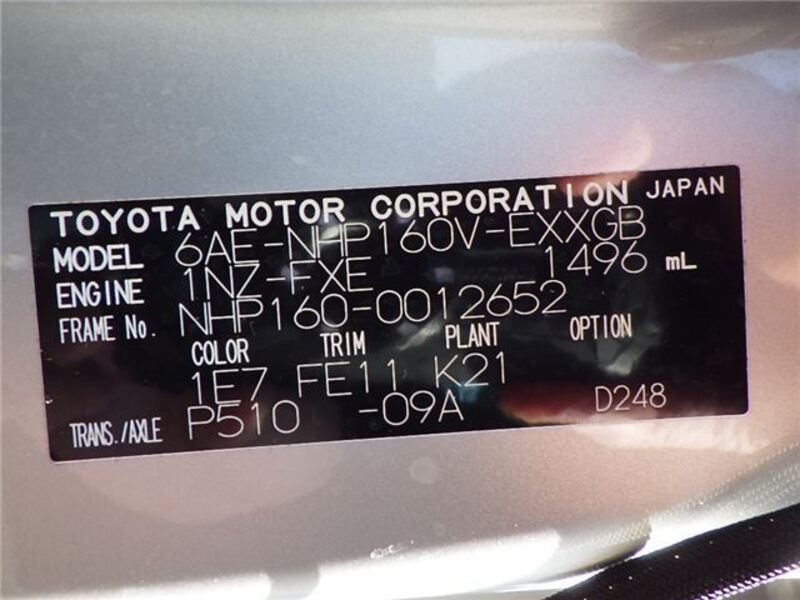 TOYOTA MOTOR CORPORATION JAPAN
MODEL 6AE-NHP160V-EXXGB
ENGINE 1NZ-FXE 1496 mL
FRAME No. NHP160-0012652
COLOR TRIM PLANT OPTION
1E7 FE11 K21
TRANS./AXLE P510 -09A D248